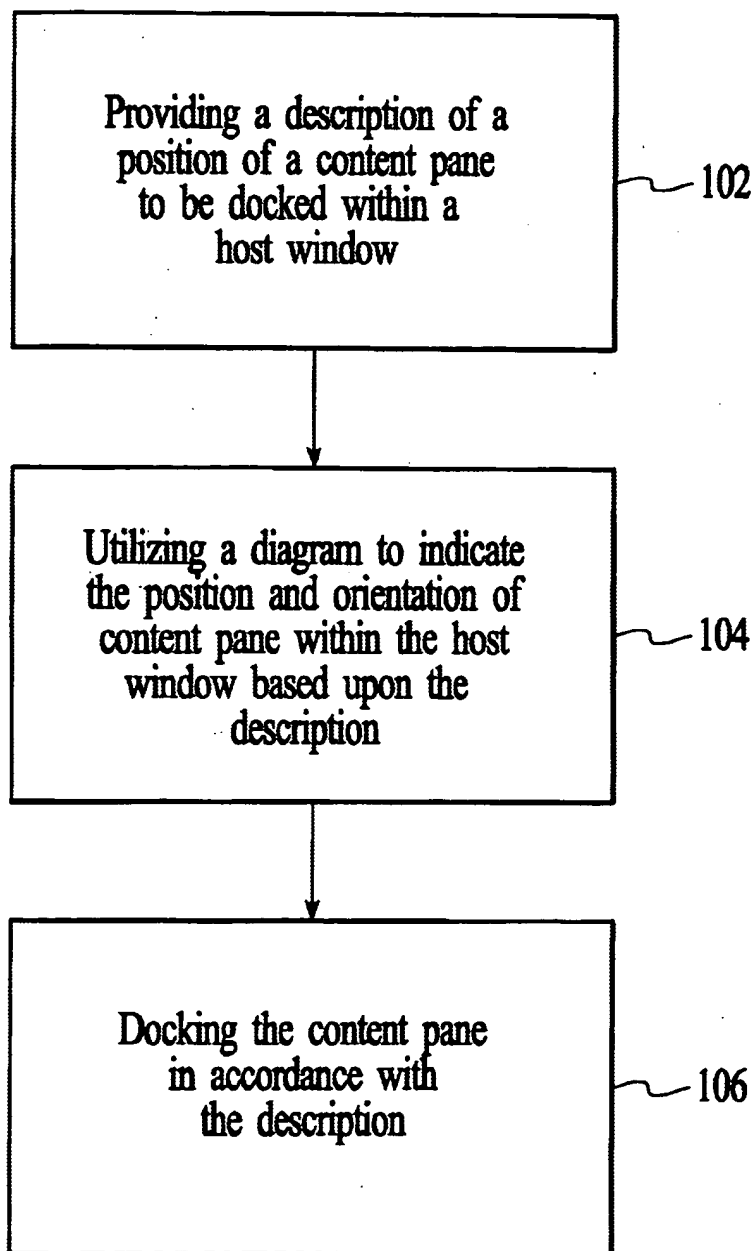 Providing a description of a
position of a content pane
to be docked within a
host window
102
Utilizing a diagram to indicate
the position and orientation of
content pane within the host
window based upon the
description
104
Docking the content pane
in accordance with
the description
106